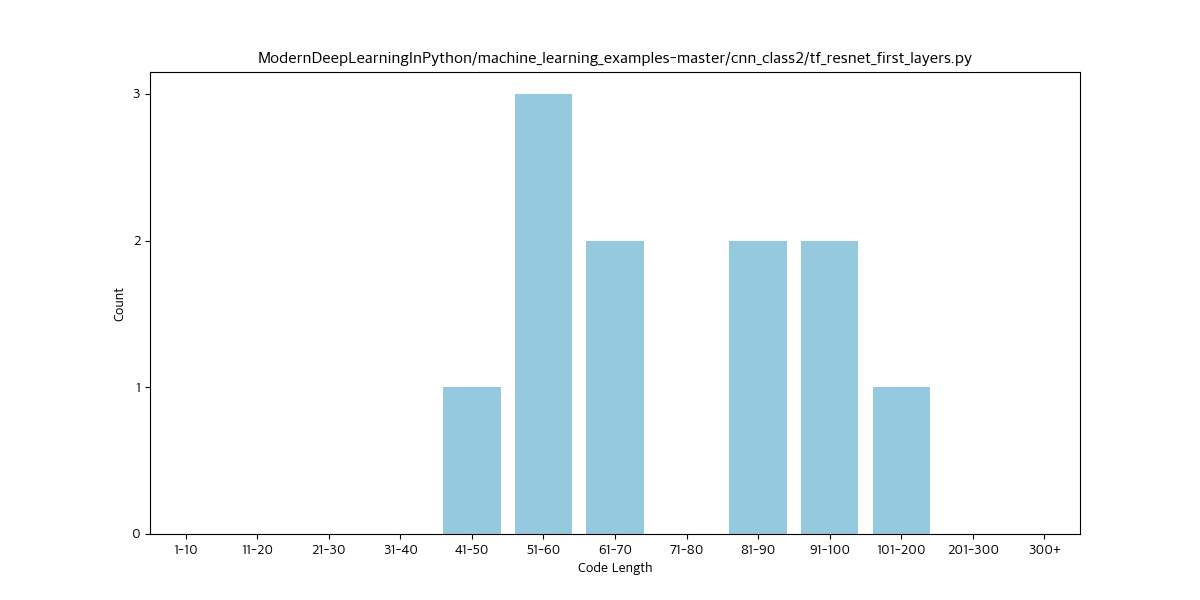 ModernDeepLearningInPython/machine_learning_examples-master/cnn_class2/tf_resnet_first_layers.py
3
2
1
0
Count
1-10 11-20 21-30 31-40 41-50 51-60 61-70 71-80 81-90 91-100 101-200 201-300 300+
Code Length